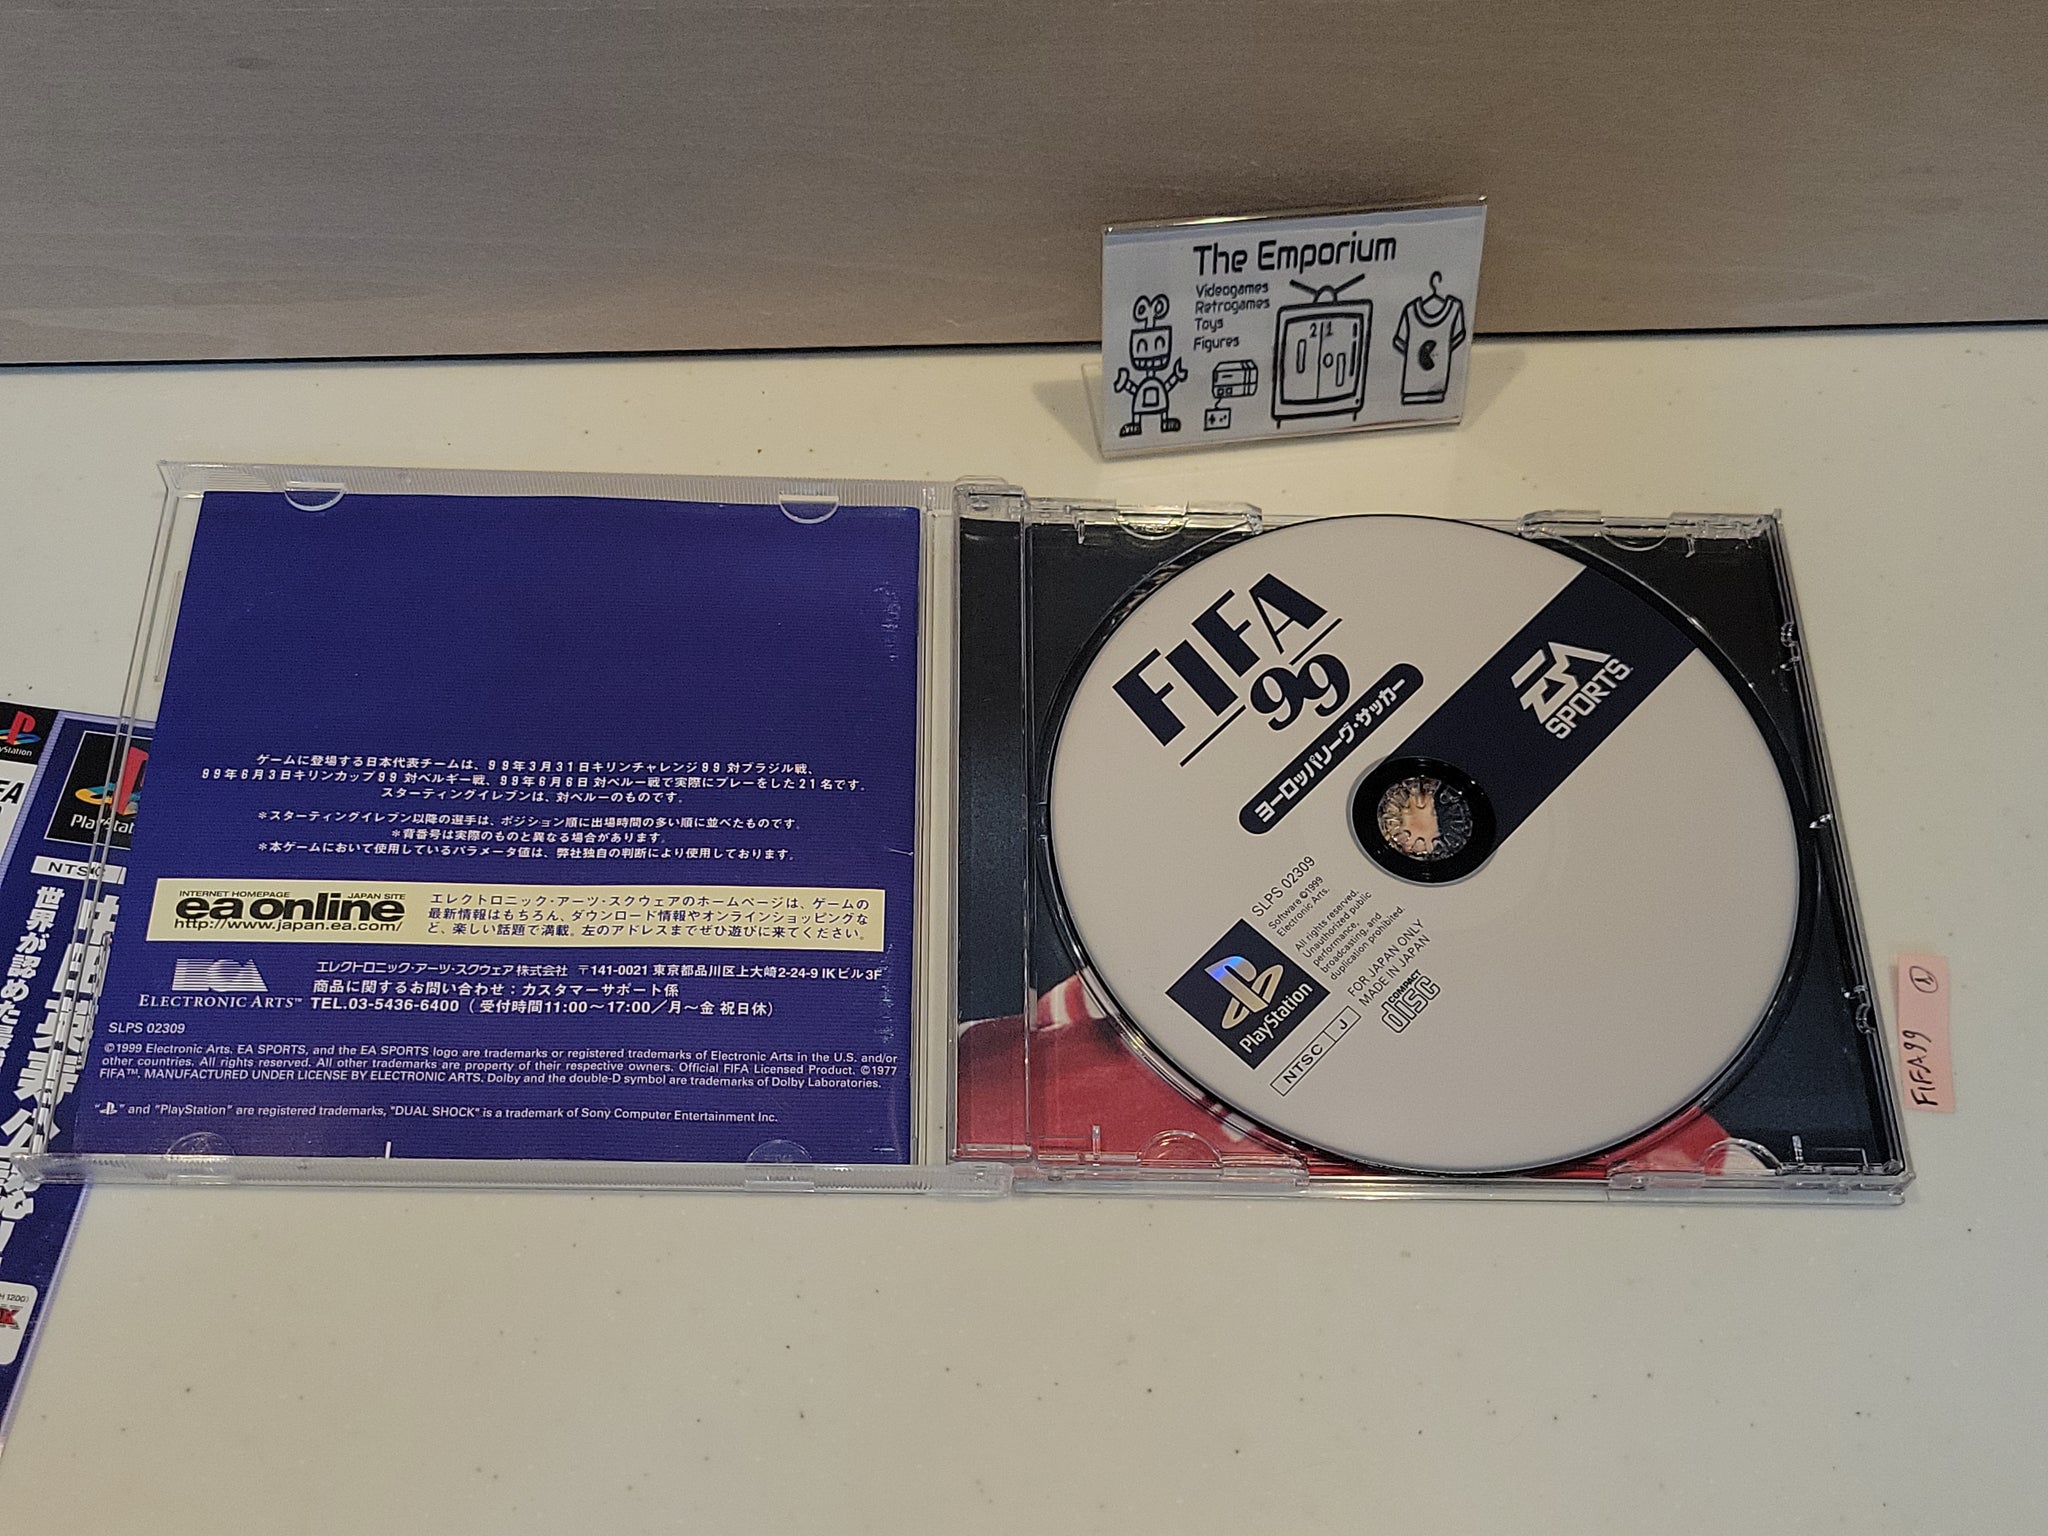 The Emporium
Videogames
Retrogames
Toys
Figures
21
ゲームに登場する日本代表チームは、99年3月31日キリンチャレンジ99 対ブラジル戦、
99年6月3日キリンカップ99 対ベルギー戦、99年6月6日 対ペルー戦で実際にプレーをした21名です。
スターティングイレブンは、対ペルーのものです。
＊スターティングイレブン以降の選手は、ポジション順に出場時間の多い順に並べたものです。
＊背番号は実際のものと異なる場合があります。
＊本ゲームにおいて使用しているパラメータ値は、弊社独自の判断により使用しております。
INTERNET HOMEPAGE JAPAN SITE
ea online
http://www.japan.ea.com/
エレクトロニック・アーツ・スクウェアのホームページは、ゲームの
最新情報はもちろん、ダウンロード情報やオンラインショッピングな
ど、楽しい話題で満載。左のアドレスまでぜひ遊びに来てください。
ELECTRONIC ARTS™
エレクトロニック・アーツ・スクウェア 株式会社 〒141-0021 東京都品川区上大崎2-24-9 IKビル3F
商品に関するお問い合わせ：カスタマーサポート係
TEL.03-5436-6400（受付時間11:00〜17:00／月〜金 祝日休）
SLPS 02309
©1999 Electronic Arts. EA SPORTS, and the EA SPORTS logo are trademarks or registered trademarks of Electronic Arts in the U.S. and/or
other countries. All rights reserved. All other trademarks are property of their respective owners. Official FIFA Licensed Product. ©1977
FIFA™. MANUFACTURED UNDER LICENSE BY ELECTRONIC ARTS. Dolby and the double-D symbol are trademarks of Dolby Laboratories.
" " and "PlayStation" are registered trademarks, "DUAL SHOCK" is a trademark of Sony Computer Entertainment Inc.
FIFA
99
ヨーロッパリーグ・サッカー
EA
SPORTS
SLPS 02309
Software ©1999
Electronic Arts.
All rights reserved.
Unauthorized public
performance,
broadcasting, and
duplication prohibited.
FOR JAPAN ONLY
MADE IN JAPAN
PlayStation
NTSC J
COMPACT
disc
FIFA99 1
NTSC
世界が認めた